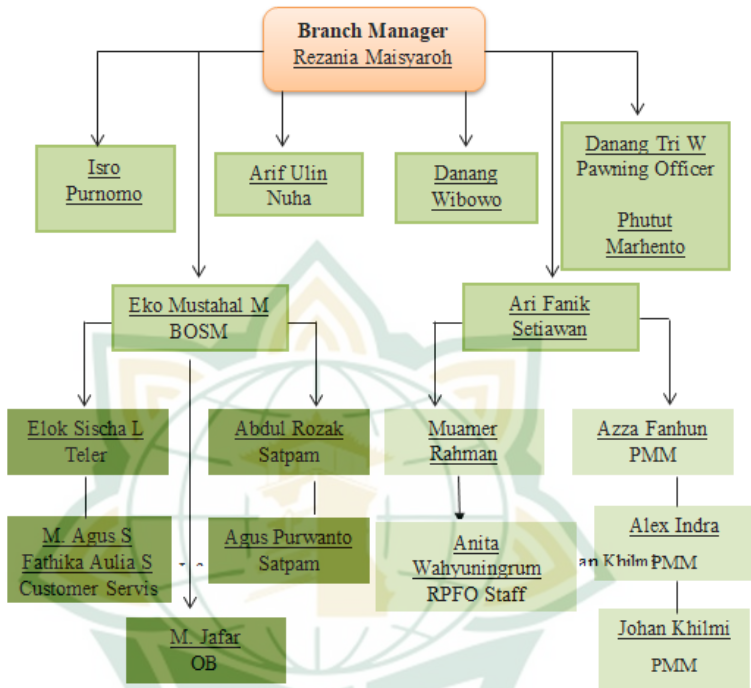 Branch Manager
Rezania Maisyaroh
Isro
Purnomo
Arif Ulin
Nuha
Danang
Wibowo
Danang Tri W
Pawning Officer
Phutut
Marhento
Eko Mustahal M
BOSM
Ari Fanik
Setiawan
Elok Sischa L
Teler
Abdul Rozak
Satpam
Muamer
Rahman
Azza Fanhun
PMM
M. Agus S
Fathika Aulia S
Customer Servis
Agus Purwanto
Satpam
Anita
Wahyuningrum
RPFO Staff
Alex Indra
an Khilmi
PMM
M. Jafar
OB
Johan Khilmi
PMM